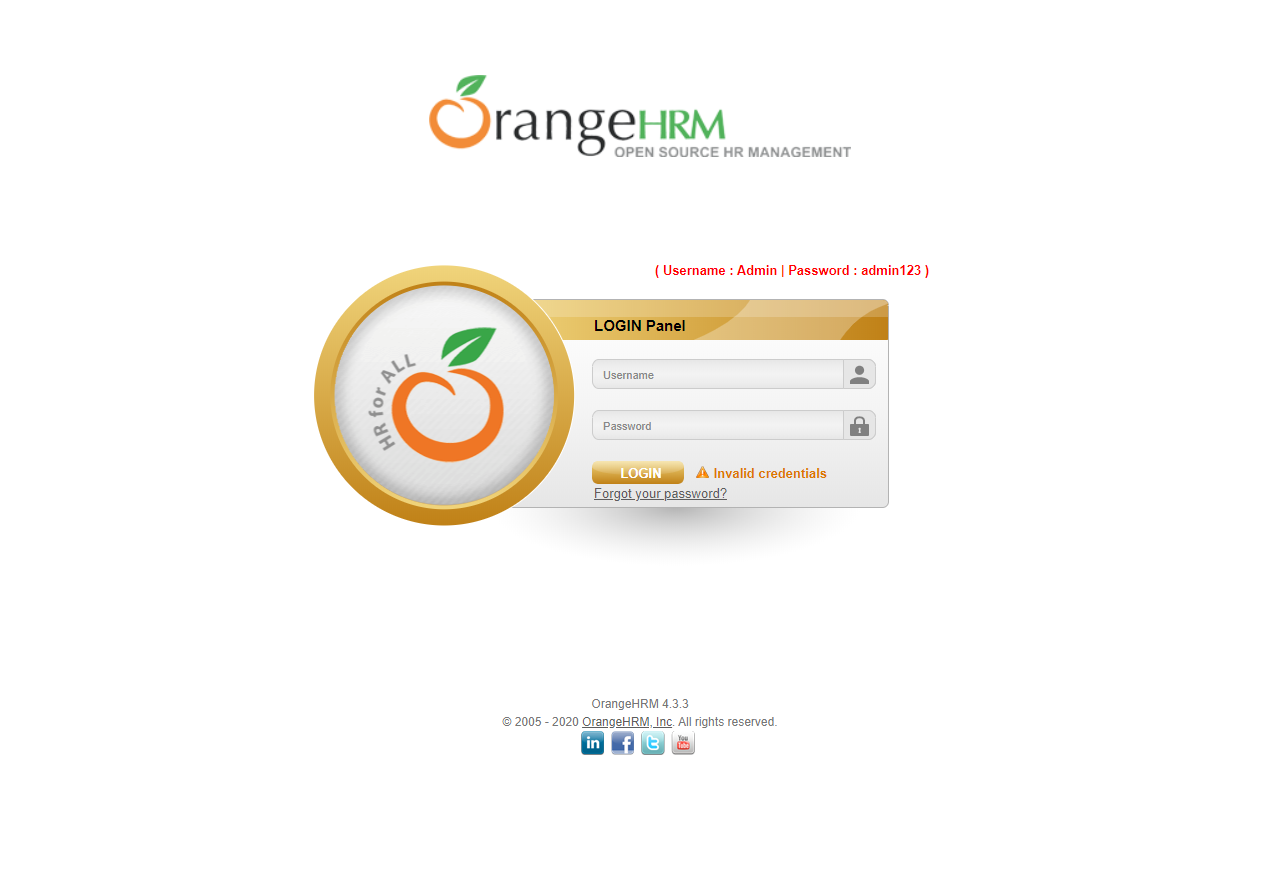 OrangeHRM
OPEN SOURCE HR MANAGEMENT
( Username : Admin | Password : admin123 )
HR for ALL
LOGIN Panel
Username
Password
LOGIN Invalid credentials
Forgot your password?
OrangeHRM 4.3.3
© 2005 - 2020 OrangeHRM, Inc. All rights reserved.
in f t You Tube